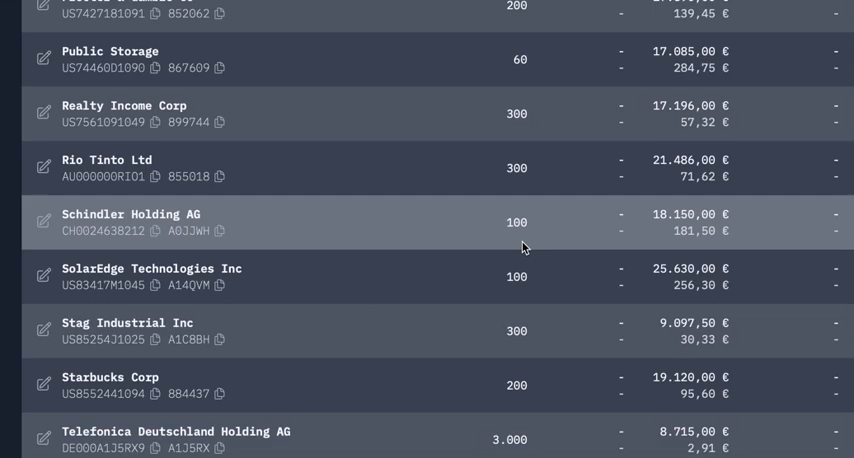 200
US7427181091 852062 - 139,45 € -
Public Storage - 17.085,00 € -
60
US74460D1090 867609 - 284,75 € -
Realty Income Corp - 17.196,00 € -
300
US7561091049 899744 - 57,32 € -
Rio Tinto Ltd - 21.486,00 € -
300
AU000000RIO1 855018 - 71,62 € -
Schindler Holding AG - 18.150,00 € -
100
CH0024638212 A0JJWH - 181,50 € -
SolarEdge Technologies Inc - 25.630,00 € -
100
US83417M1045 A14QVM - 256,30 € -
Stag Industrial Inc - 9.097,50 € -
300
US85254J1025 A1C8BH - 30,33 € -
Starbucks Corp - 19.120,00 € -
200
US8552441094 884437 - 95,60 € -
Telefonica Deutschland Holding AG - 8.715,00 € -
3.000
DE000A1J5RX9 A1J5RX - 2,91 € -